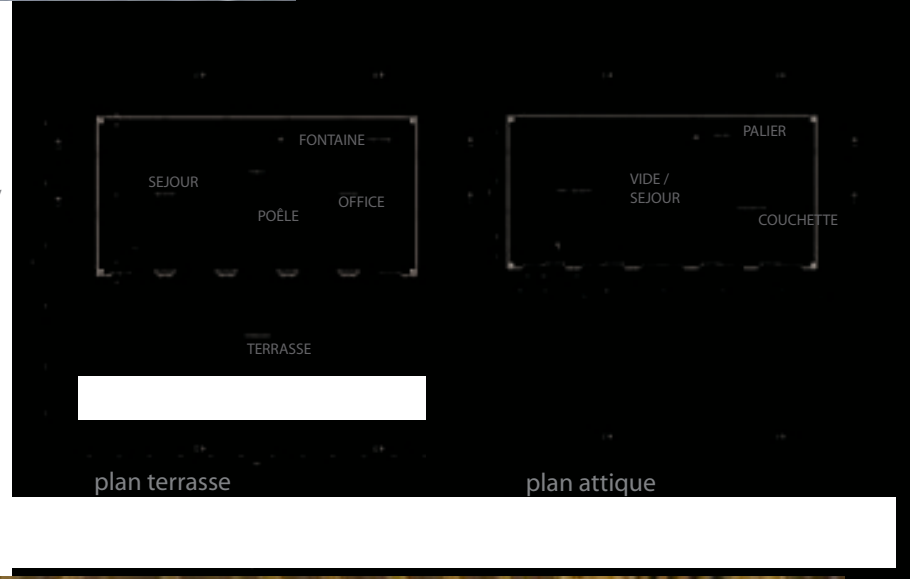 FONTAINE
SEJOUR
OFFICE
POÊLE
TERRASSE
plan terrasse
PALIER
VIDE /
SEJOUR
COUCHETTE
plan attique